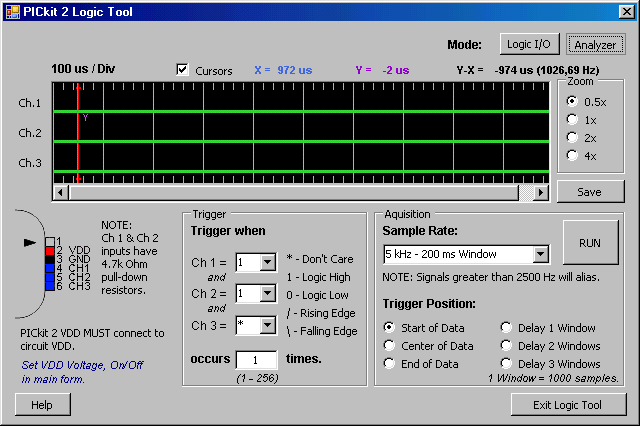 PICkit 2 Logic Tool
Mode: Logic I/O Analyzer
100 us / Div Cursors X = 972 us Y = -2 us Y-X = -974 us (1026,69 Hz)
Zoom
Ch.1
Y
Ch.2
Ch.3
0.5x
1x
2x
4x
Save
1
2 VDD
3 GND
4 CH1
5 CH2
6 CH3
NOTE:
Ch 1 & Ch 2
inputs have
4.7k Ohm
pull-down
resistors.
PICkit 2 VDD MUST connect to
circuit VDD.
Set VDD Voltage, On/Off
in main form.
Trigger
Trigger when
Ch 1 = 1
and
Ch 2 = 1
and
Ch 3 = *
* - Don't Care
1 - Logic High
0 - Logic Low
/ - Rising Edge
\ - Falling Edge
occurs 1 times.
(1 - 256)
Aquisition
Sample Rate:
5 kHz - 200 ms Window
RUN
NOTE: Signals greater than 2500 Hz will alias.
Trigger Position:
Start of Data
Center of Data
End of Data
Delay 1 Window
Delay 2 Windows
Delay 3 Windows
1 Window = 1000 samples.
Help
Exit Logic Tool